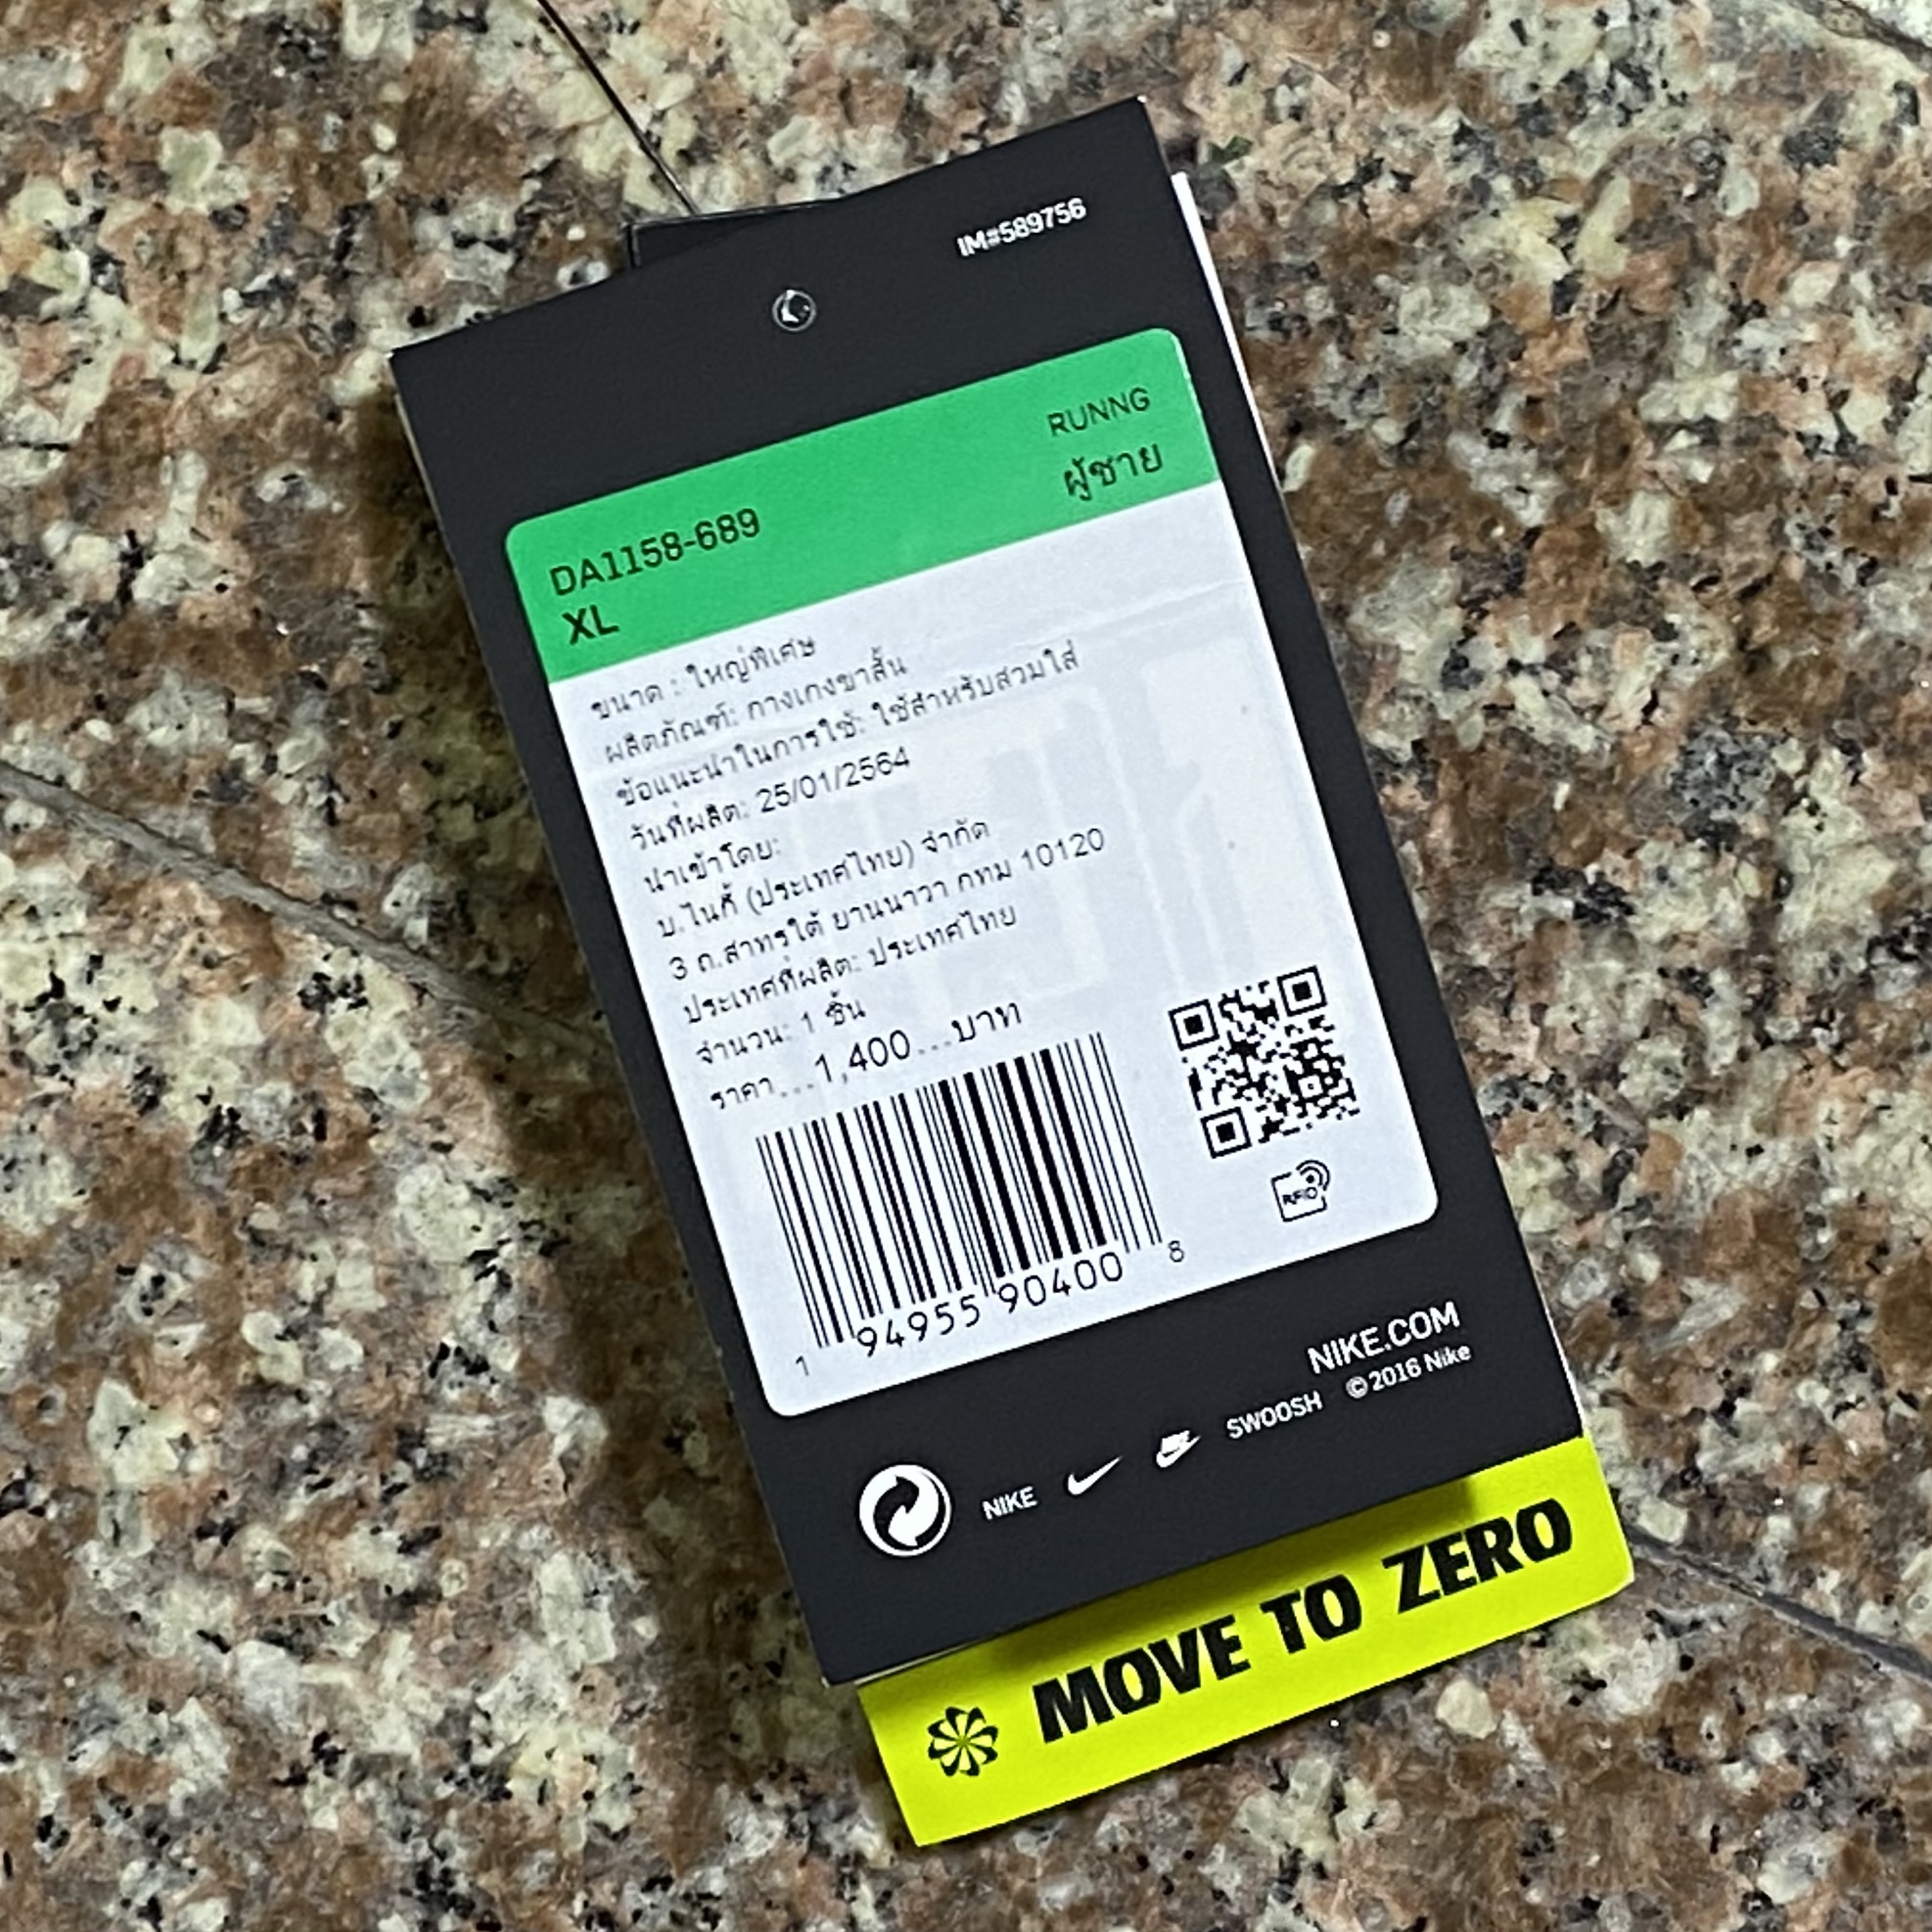 IM#589756
RUNNG
ผู้ชาย
DA1158-689
XL
ขนาด : ใหญ่พิเศษ
ผลิตภัณฑ์: กางเกงขาสั้น
ข้อแนะนำในการใช้: ใช้สำหรับสวมใส่
วันที่ผลิต: 25/01/2564
นำเข้าโดย:
บ.ไนกี้ (ประเทศไทย) จำกัด
3 ถ.สาทรใต้ ยานนาวา กทม 10120
ประเทศที่ผลิต: ประเทศไทย
จำนวน: 1 ชิ้น
ราคา...1,400...บาท
1 94955 90400 8
RFID
NIKE.COM
©2016 Nike
NIKE SWOOSH
MOVE TO ZERO